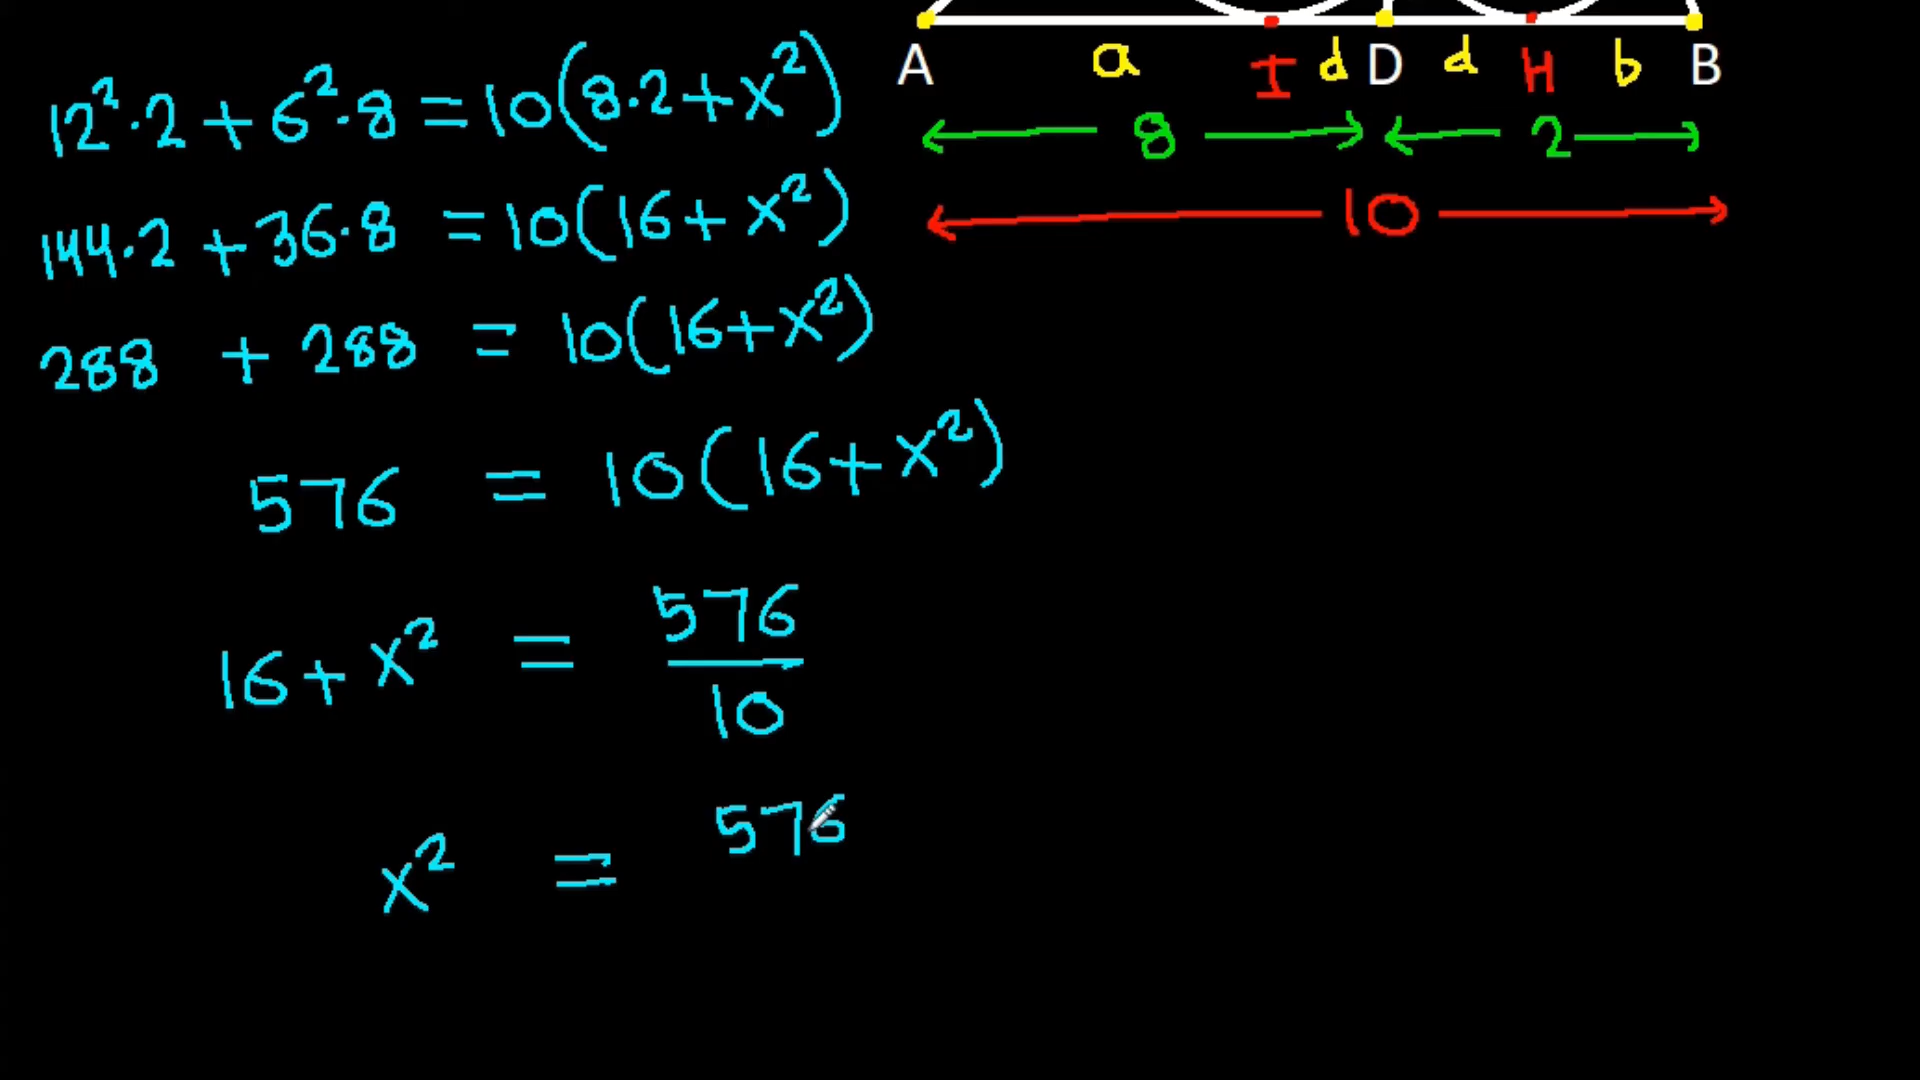 12²·2 + 6²·8 = 10(8·2+x²)
144·2 + 36·8 = 10(16+x²)
288 + 288 = 10(16+x²)
576 = 10(16+x²)
16+x² = 576/10
x² = 576
A a I d D d H b B
8 2
10